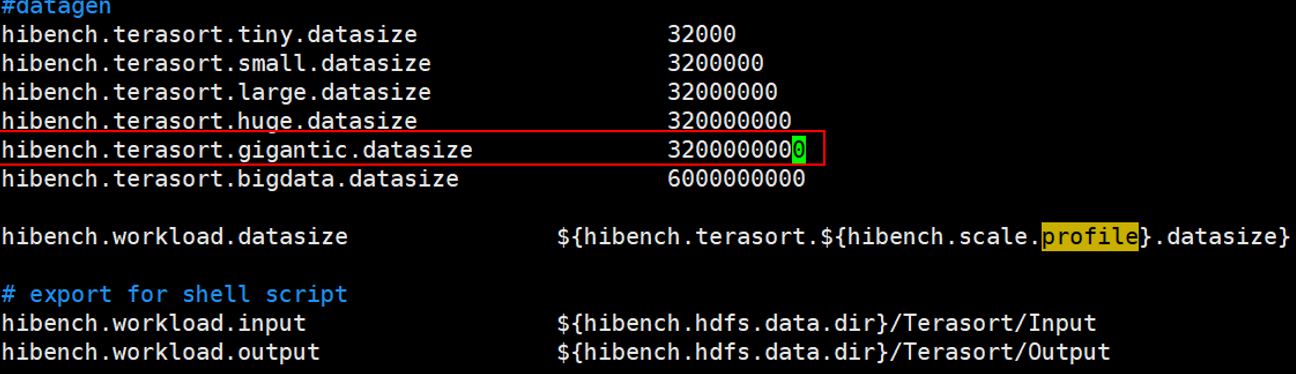 #datagen
hibench.terasort.tiny.datasize 32000
hibench.terasort.small.datasize 3200000
hibench.terasort.large.datasize 32000000
hibench.terasort.huge.datasize 320000000
hibench.terasort.gigantic.datasize 3200000000
hibench.terasort.bigdata.datasize 6000000000
hibench.workload.datasize ${hibench.terasort.${hibench.scale.profile}.datasize}
# export for shell script
hibench.workload.input ${hibench.hdfs.data.dir}/Terasort/Input
hibench.workload.output ${hibench.hdfs.data.dir}/Terasort/Output